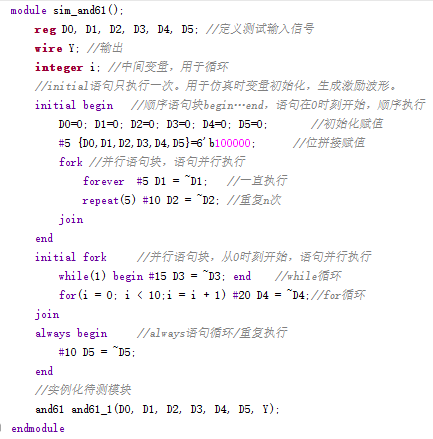 module sim_and61();
reg D0, D1, D2, D3, D4, D5; //定义测试输入信号
wire Y; //输出
integer i; //中间变量，用于循环
//initial语句只执行一次。用于仿真时变量初始化，生成激励波形。
initial begin //顺序语句块begin…end，语句在0时刻开始，顺序执行
D0=0; D1=0; D2=0; D3=0; D4=0; D5=0; //初始化赋值
#5 {D0,D1,D2,D3,D4,D5}=6'b100000; //位拼接赋值
fork //并行语句块，语句并行执行
forever #5 D1 = ~D1; //一直执行
repeat(5) #10 D2 = ~D2; //重复n次
join
end
initial fork //并行语句块，从0时刻开始，语句并行执行
while(1) begin #15 D3 = ~D3; end //while循环
for(i = 0; i < 10;i = i + 1) #20 D4 = ~D4;//for循环
join
always begin //always语句循环/重复执行
#10 D5 = ~D5;
end
//实例化待测模块
and61 and61_1(D0, D1, D2, D3, D4, D5, Y);
endmodule